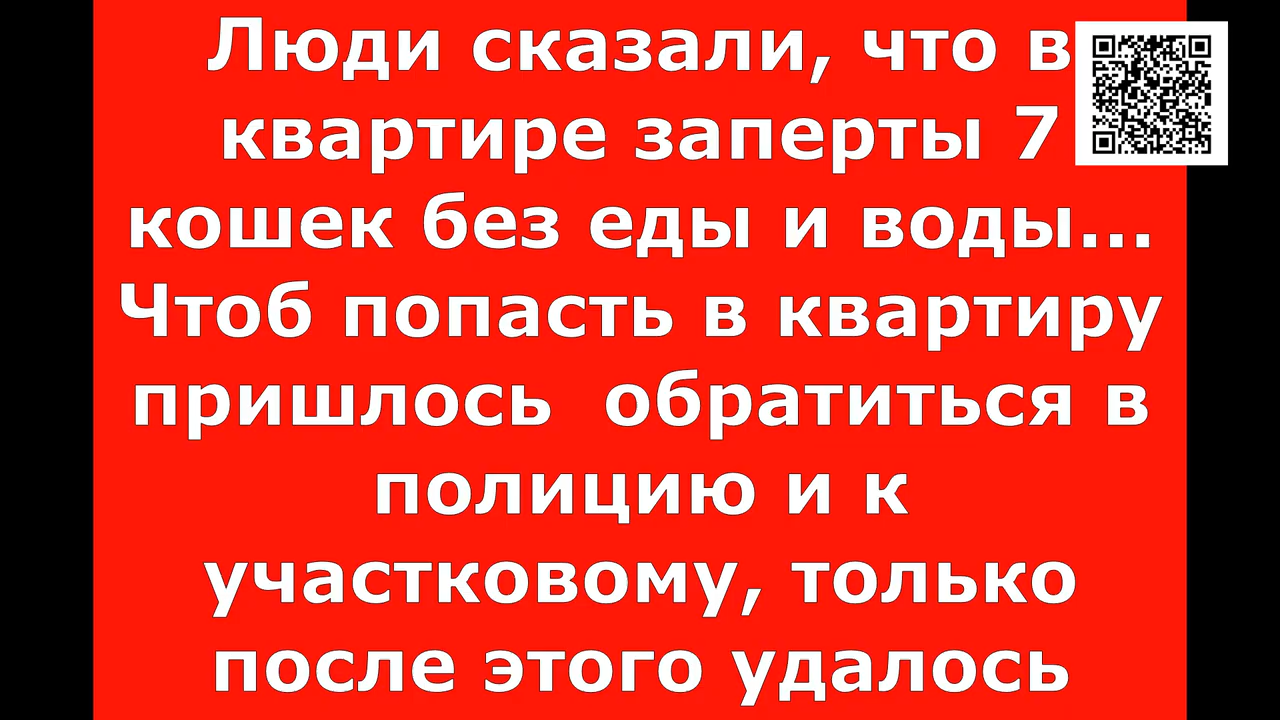 Люди сказали, что в
квартире заперты 7
кошек без еды и воды...
Чтоб попасть в квартиру
пришлось  обратиться в
полицию и к
участковому, только
после этого удалось